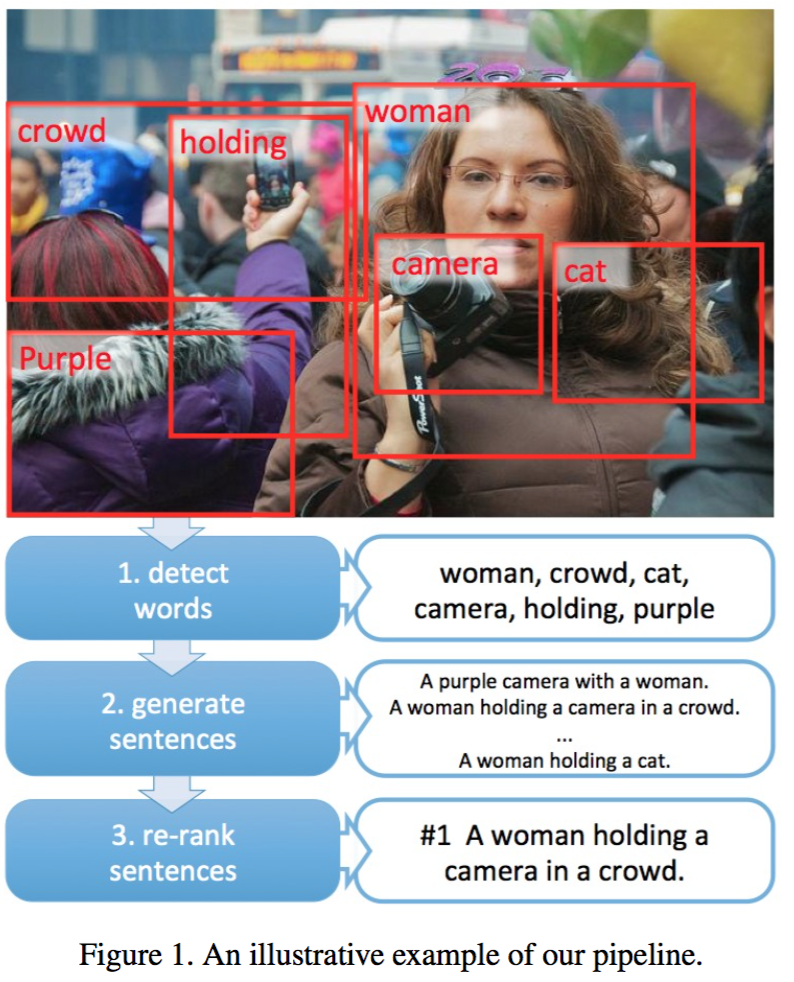 crowd
holding
woman
camera
cat
Purple
PowerShot
1. detect
words
woman, crowd, cat,
camera, holding, purple
2. generate
sentences
A purple camera with a woman.
A woman holding a camera in a crowd.
...
A woman holding a cat.
3. re-rank
sentences
#1 A woman holding a
camera in a crowd.
Figure 1. An illustrative example of our pipeline.